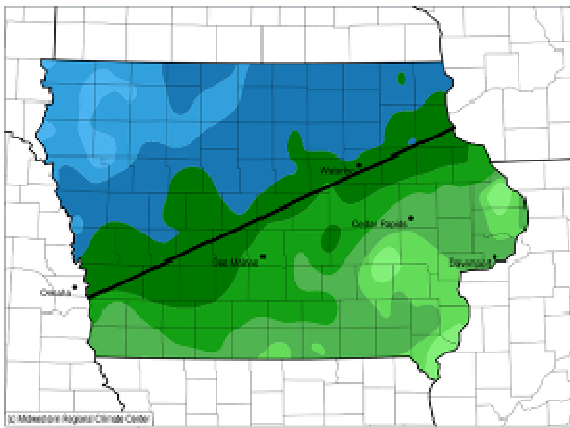 Waterloo
Cedar Rapids
Des Moines
Davenport
Omaha
(c) Midwestern Regional Climate Center